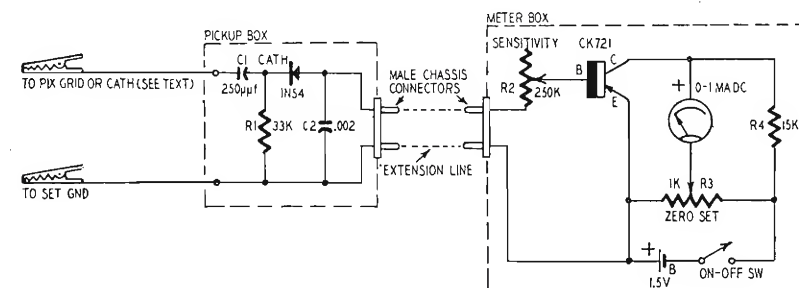 METER BOX
PICKUP BOX
SENSITIVITY
CK721
C1
CATH
C
MALE CHASSIS
CONNECTORS
+
0-1 MA DC
TO PIX GRID OR CATH (SEE TEXT)
250µµf
1N54
R2
250K
B
E
R1
33K
C2
.002
R4
15K
EXTENSION LINE
1K
R3
TO SET GND
ZERO SET
+
B
ON-OFF SW
1.5V